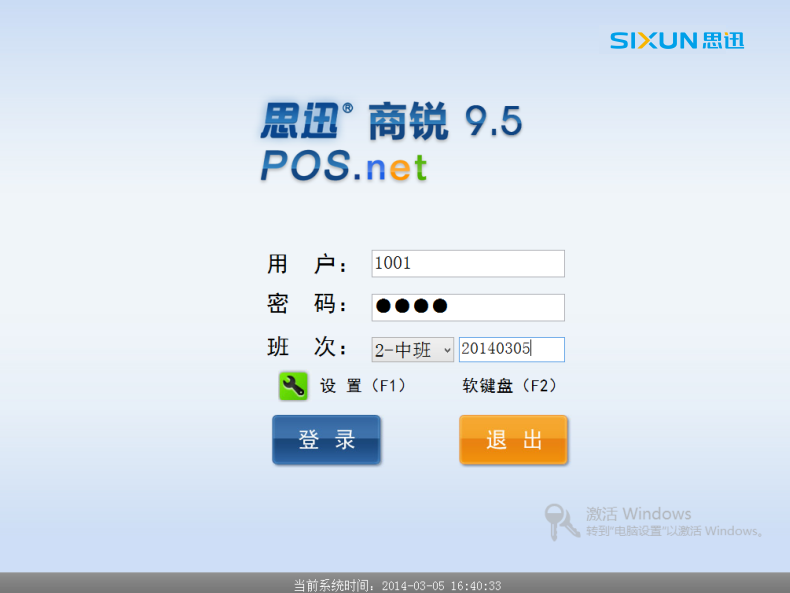 SIXUN思迅
思迅® 商锐 9.5
POS.net
用 户： 1001
密 码： ●●●●
班 次： 2-中班 20140305
设 置（F1） 软键盘（F2）
登 录 退 出
激活 Windows
转到"电脑设置"以激活 Windows。
当前系统时间：2014-03-05 16:40:33